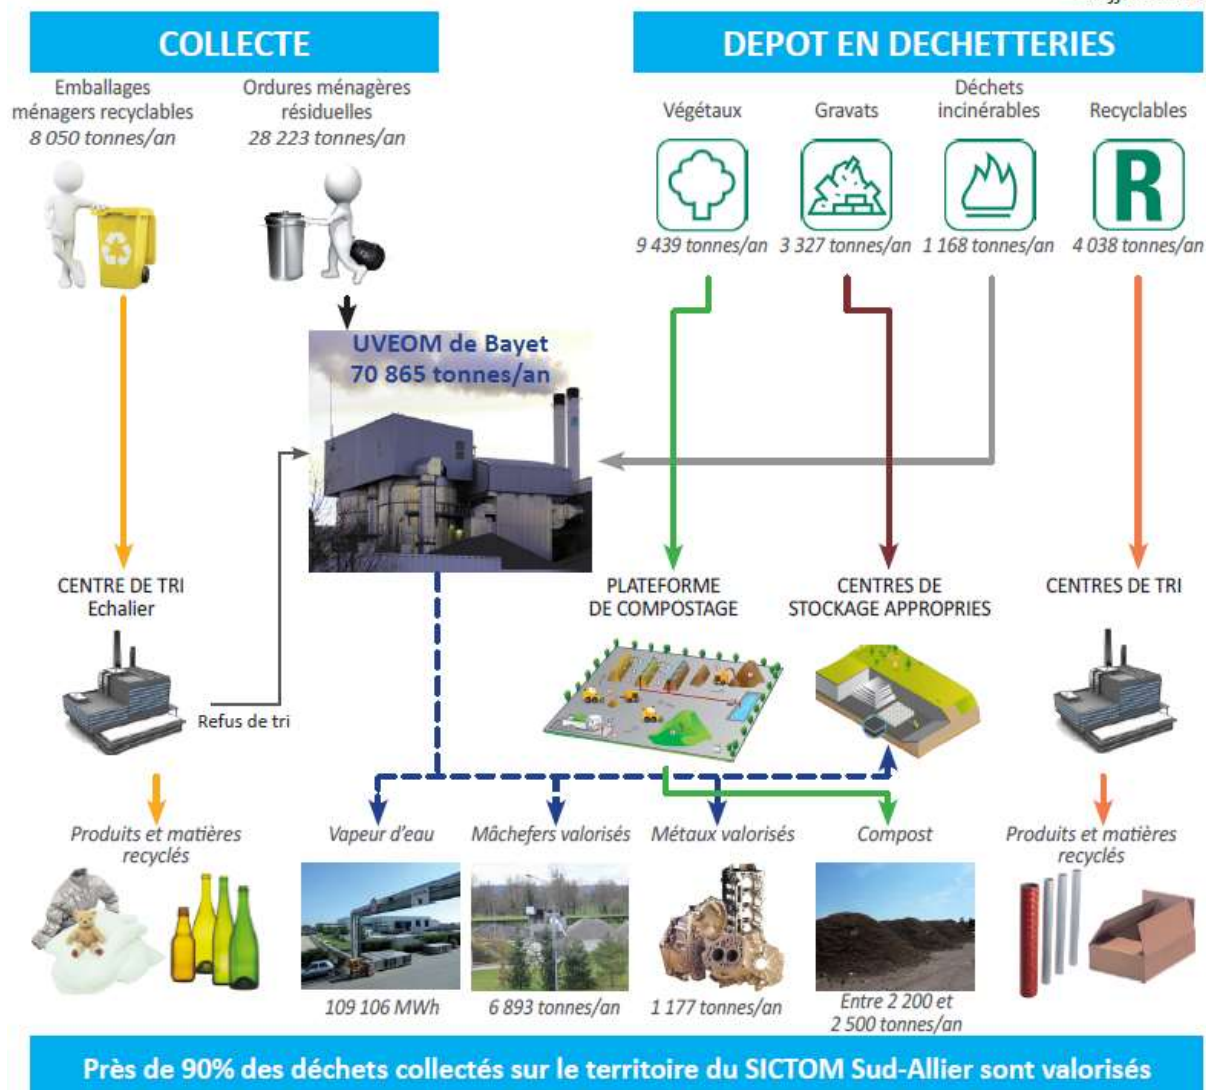 COLLECTE
DEPOT EN DECHETTERIES
Emballages
ménagers recyclables
8 050 tonnes/an
Ordures ménagères
résiduelles
28 223 tonnes/an
Végétaux
Gravats
Déchets
incinérables
Recyclables
R
9 439 tonnes/an
3 327 tonnes/an
1 168 tonnes/an
4 038 tonnes/an
UVEOM de Bayet
70 865 tonnes/an
CENTRE DE TRI
Echalier
PLATEFORME
DE COMPOSTAGE
CENTRES DE
STOCKAGE APPROPRIES
CENTRES DE TRI
Refus de tri
Produits et matières
recyclés
Vapeur d'eau
Mâchefers valorisés
Métaux valorisés
Compost
Produits et matières
recyclés
109 106 MWh
6 893 tonnes/an
1 177 tonnes/an
Entre 2 200 et
2 500 tonnes/an
Près de 90% des déchets collectés sur le territoire du SICTOM Sud-Allier sont valorisés